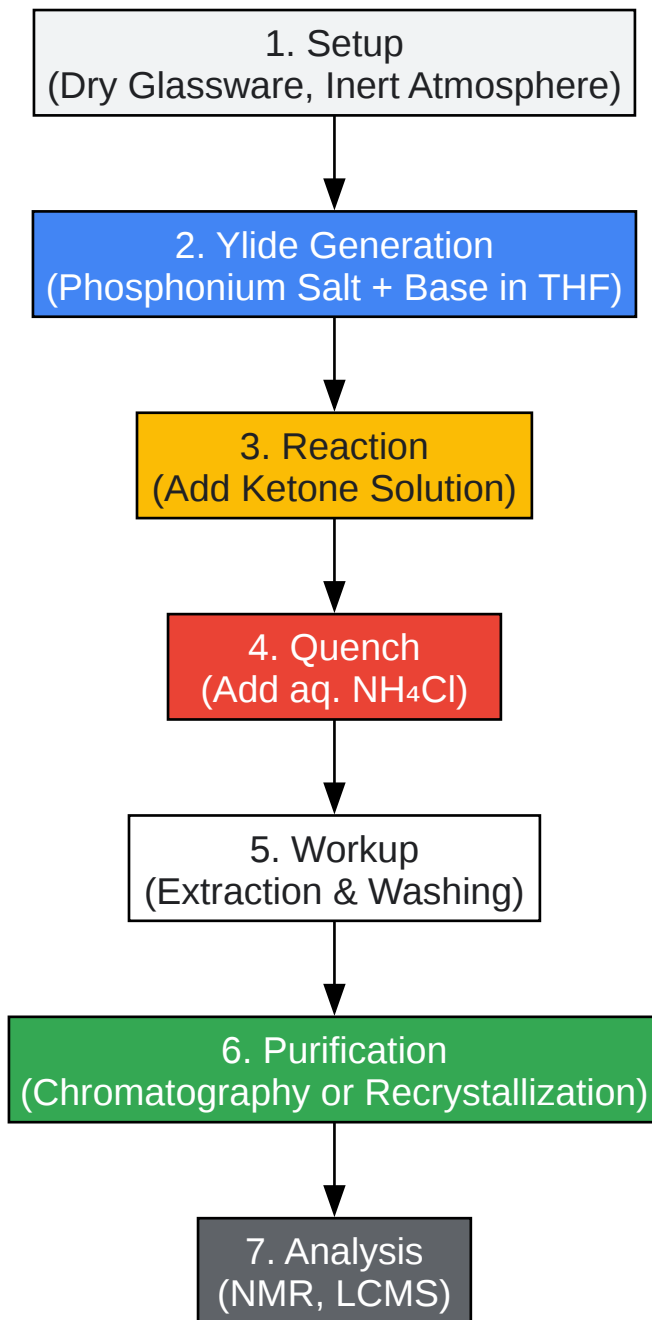 1. Setup
(Dry Glassware, Inert Atmosphere)
2. Ylide Generation
(Phosphonium Salt + Base in THF)
3. Reaction
(Add Ketone Solution)
4. Quench
(Add aq. NH₄Cl)
5. Workup
(Extraction & Washing)
6. Purification
(Chromatography or Recrystallization)
7. Analysis
(NMR, LCMS)